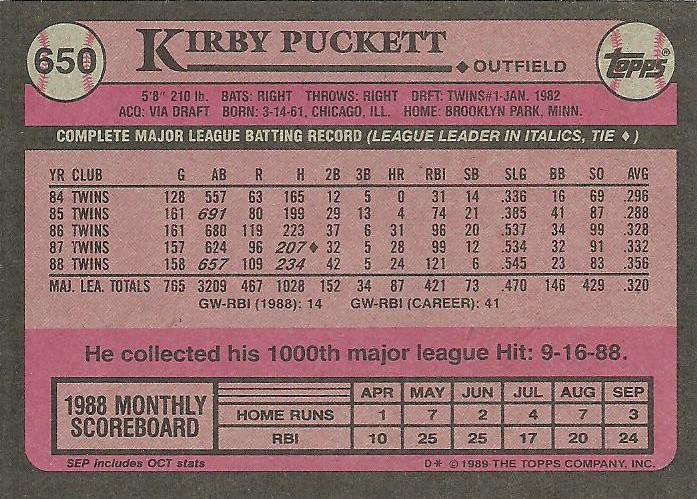 650
KIRBY PUCKETT
♦ OUTFIELD
TOPPS®
5'8" 210 lb. BATS: RIGHT THROWS: RIGHT DRFT: TWINS#1-JAN. 1982
ACQ: VIA DRAFT BORN: 3-14-61, CHICAGO, ILL. HOME: BROOKLYN PARK, MINN.
COMPLETE MAJOR LEAGUE BATTING RECORD (LEAGUE LEADER IN ITALICS, TIE ♦)
YR CLUB G AB R H 2B 3B HR RBI SB SLG BB SO AVG
84 TWINS 128 557 63 165 12 5 0 31 14 .336 16 69 .296
85 TWINS 161 691 80 199 29 13 4 74 21 .385 41 87 .288
86 TWINS 161 680 119 223 37 6 31 96 20 .537 34 99 .328
87 TWINS 157 624 96 207♦ 32 5 28 99 12 .534 32 91 .332
88 TWINS 158 657 109 234 42 5 24 121 6 .545 23 83 .356
MAJ. LEA. TOTALS 765 3209 467 1028 152 34 87 421 73 .470 146 429 .320
GW-RBI (1988): 14 GW-RBI (CAREER): 41
He collected his 1000th major league Hit: 9-16-88.
1988 MONTHLY
SCOREBOARD
APR MAY JUN JUL AUG SEP
HOME RUNS 1 7 2 4 7 3
RBI 10 25 25 17 20 24
SEP includes OCT stats
D* © 1989 THE TOPPS COMPANY, INC.